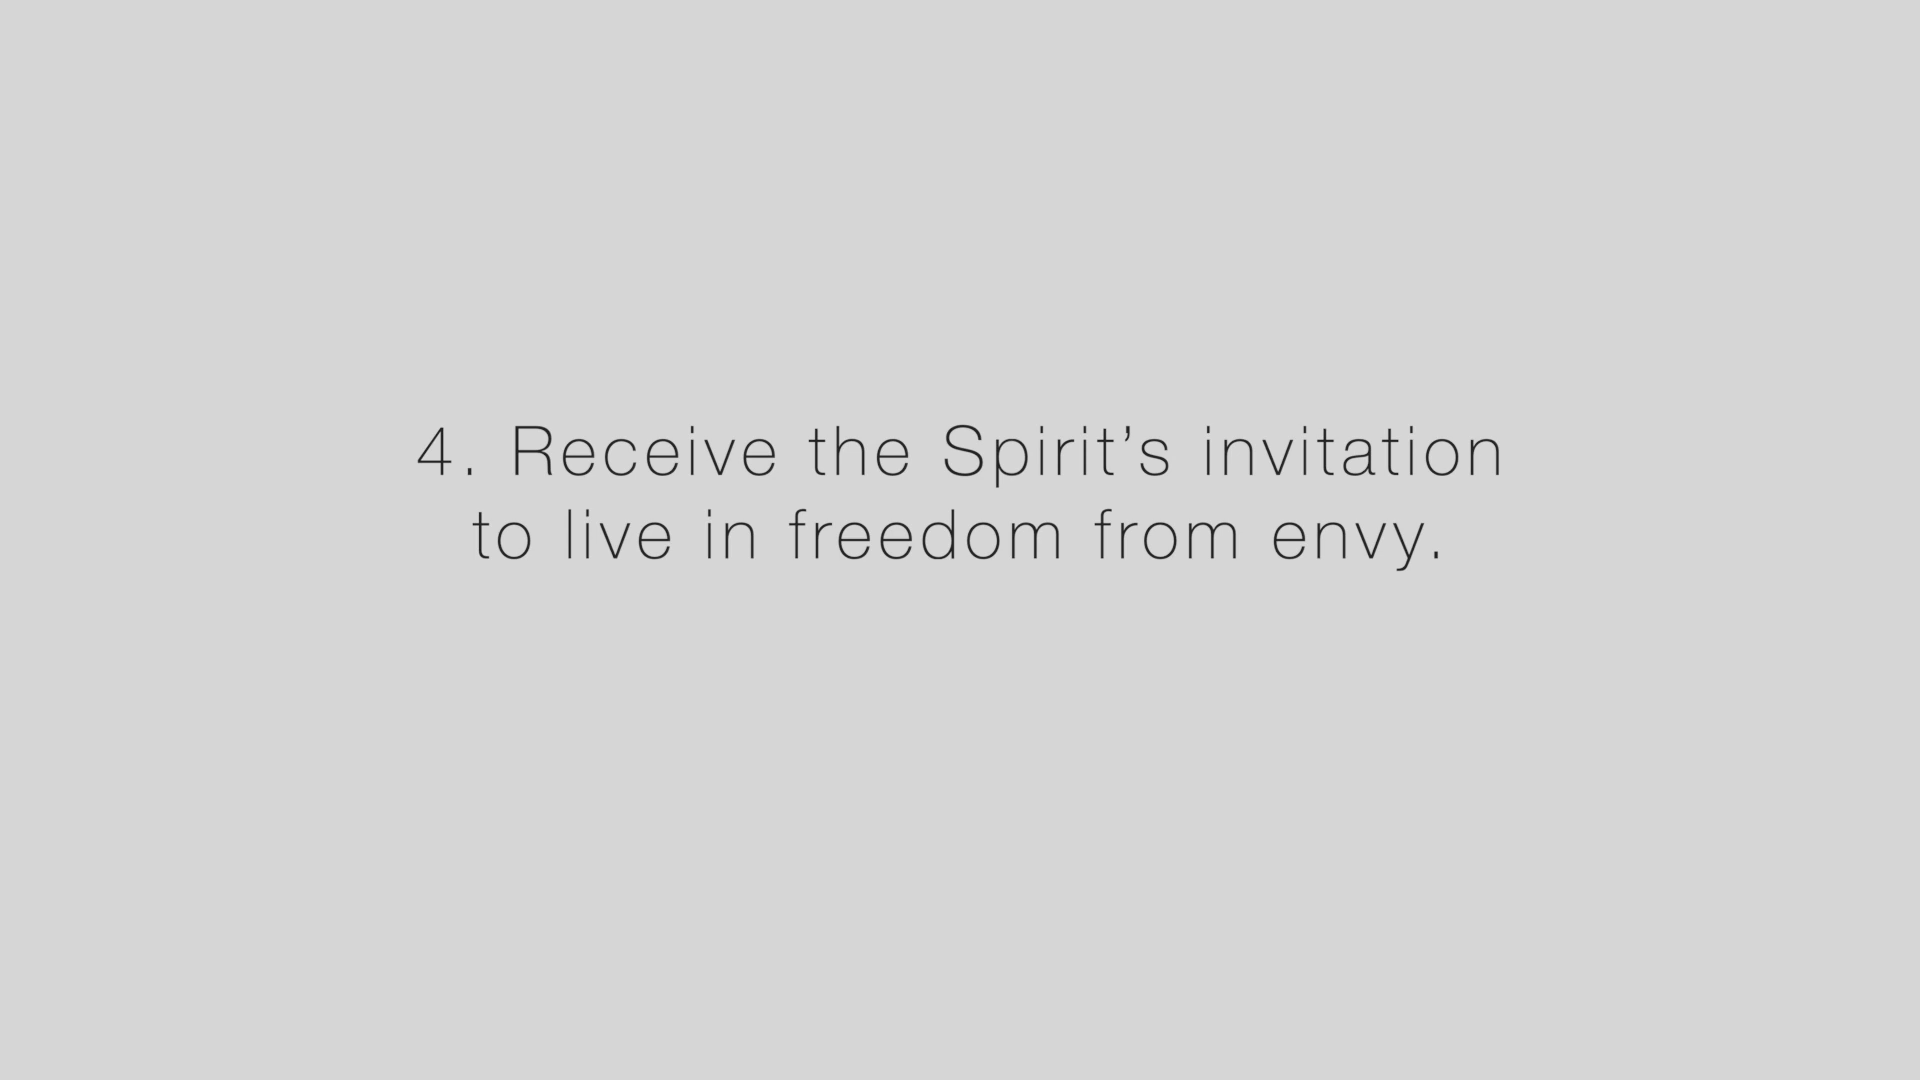 4. Receive the Spirit’s invitation
to live in freedom from envy.